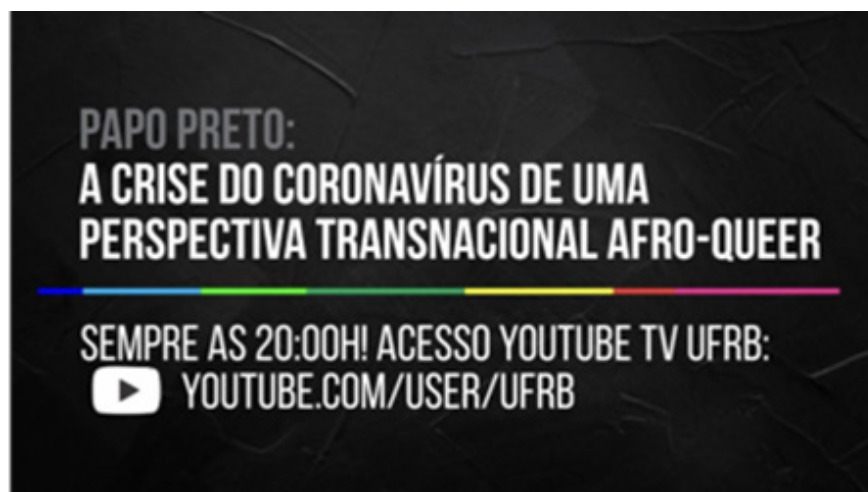 PAPO PRETO:
A CRISE DO CORONAVÍRUS DE UMA
PERSPECTIVA TRANSNACIONAL AFRO-QUEER
SEMPRE AS 20:00H! ACESSO YOUTUBE TV UFRB:
YOUTUBE.COM/USER/UFRB